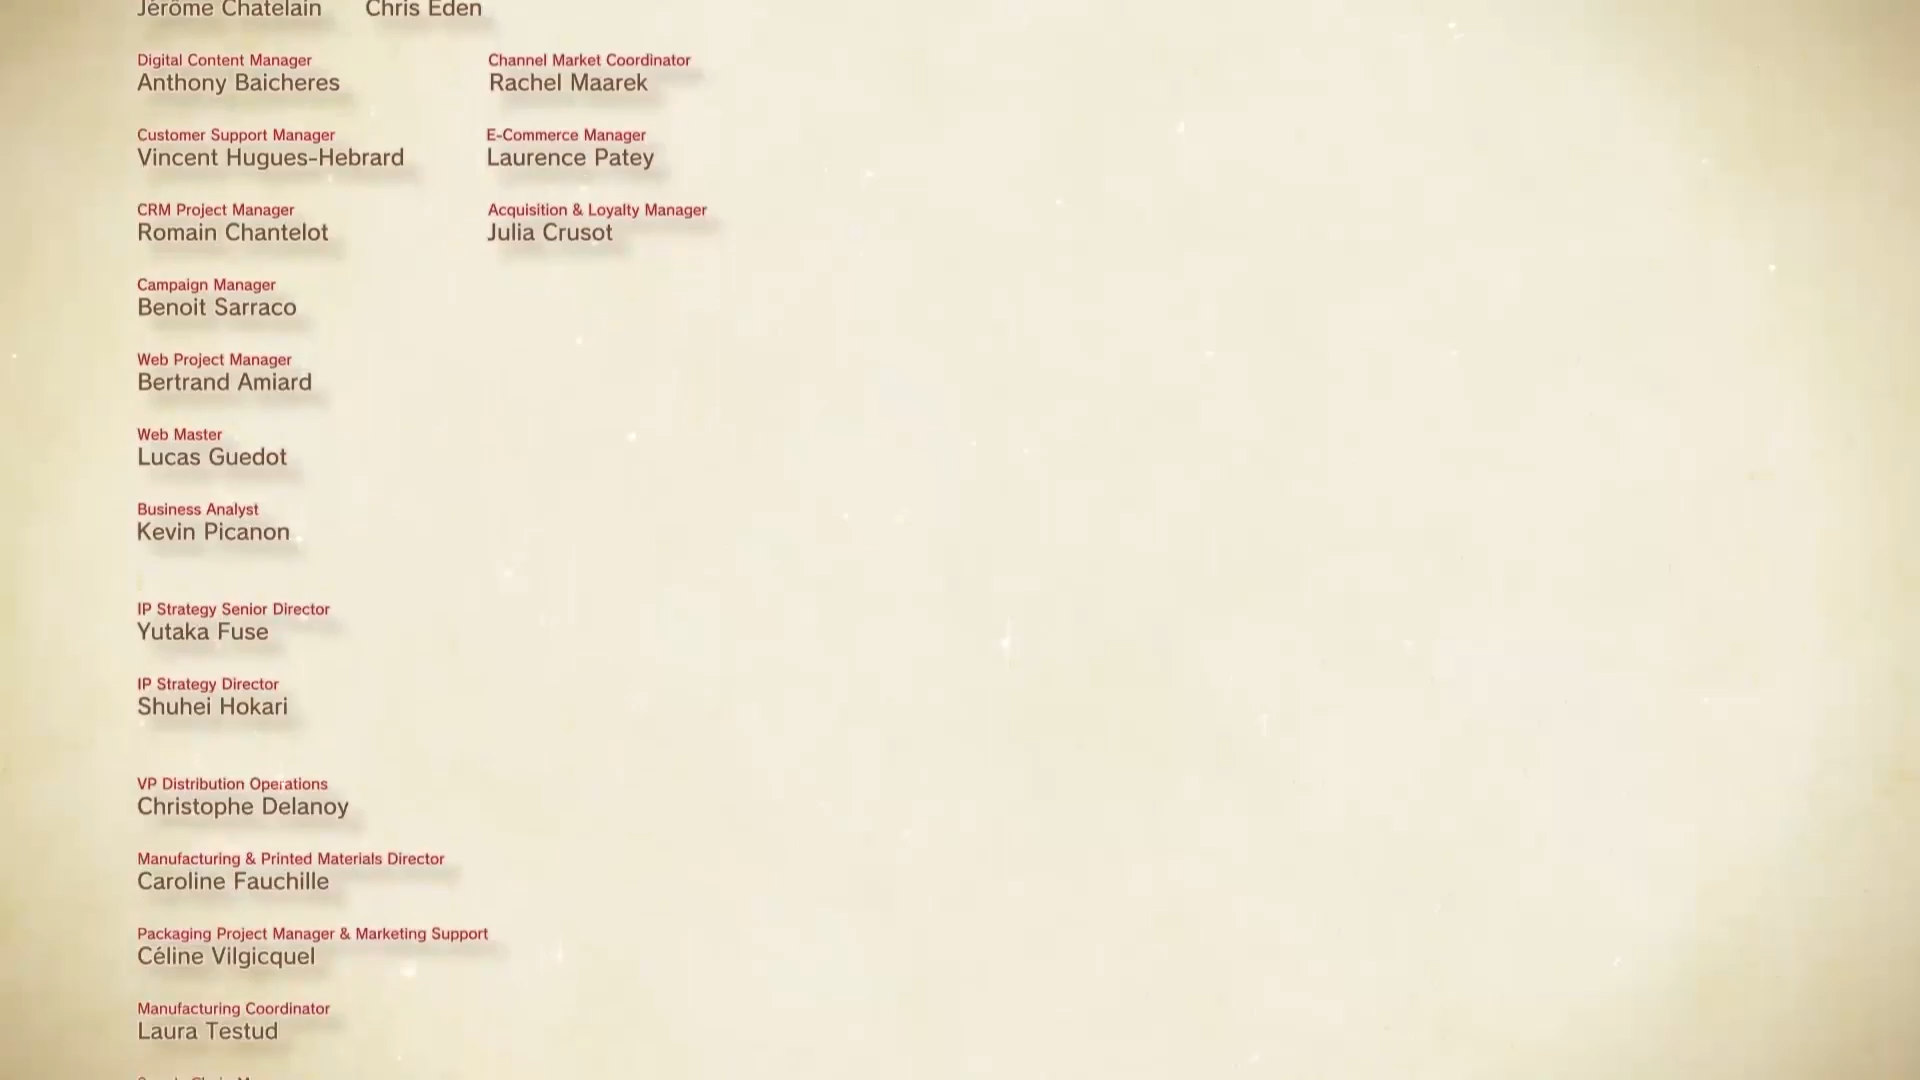 Jérôme Chatelain Chris Eden
Digital Content Manager Channel Market Coordinator
Anthony Baicheres Rachel Maarek
Customer Support Manager E-Commerce Manager
Vincent Hugues-Hebrard Laurence Patey
CRM Project Manager Acquisition & Loyalty Manager
Romain Chantelot Julia Crusot
Campaign Manager
Benoit Sarraco
Web Project Manager
Bertrand Amiard
Web Master
Lucas Guedot
Business Analyst
Kevin Picanon
IP Strategy Senior Director
Yutaka Fuse
IP Strategy Director
Shuhei Hokari
VP Distribution Operations
Christophe Delanoy
Manufacturing & Printed Materials Director
Caroline Fauchille
Packaging Project Manager & Marketing Support
Céline Vilgicquel
Manufacturing Coordinator
Laura Testud